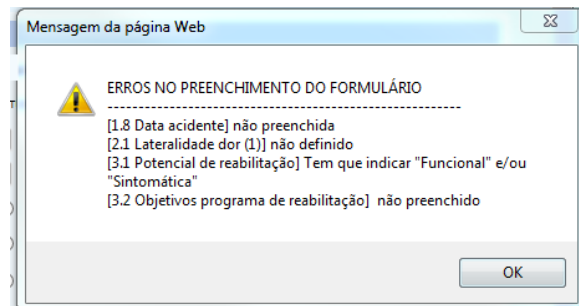 Mensagem da página Web
ERROS NO PREENCHIMENTO DO FORMULÁRIO
------------------------------------------------------------
[1.8 Data acidente] não preenchida
[2.1 Lateralidade dor (1)] não definido
[3.1 Potencial de reabilitação] Tem que indicar "Funcional" e/ou
"Sintomática"
[3.2 Objetivos programa de reabilitação]  não preenchido
OK